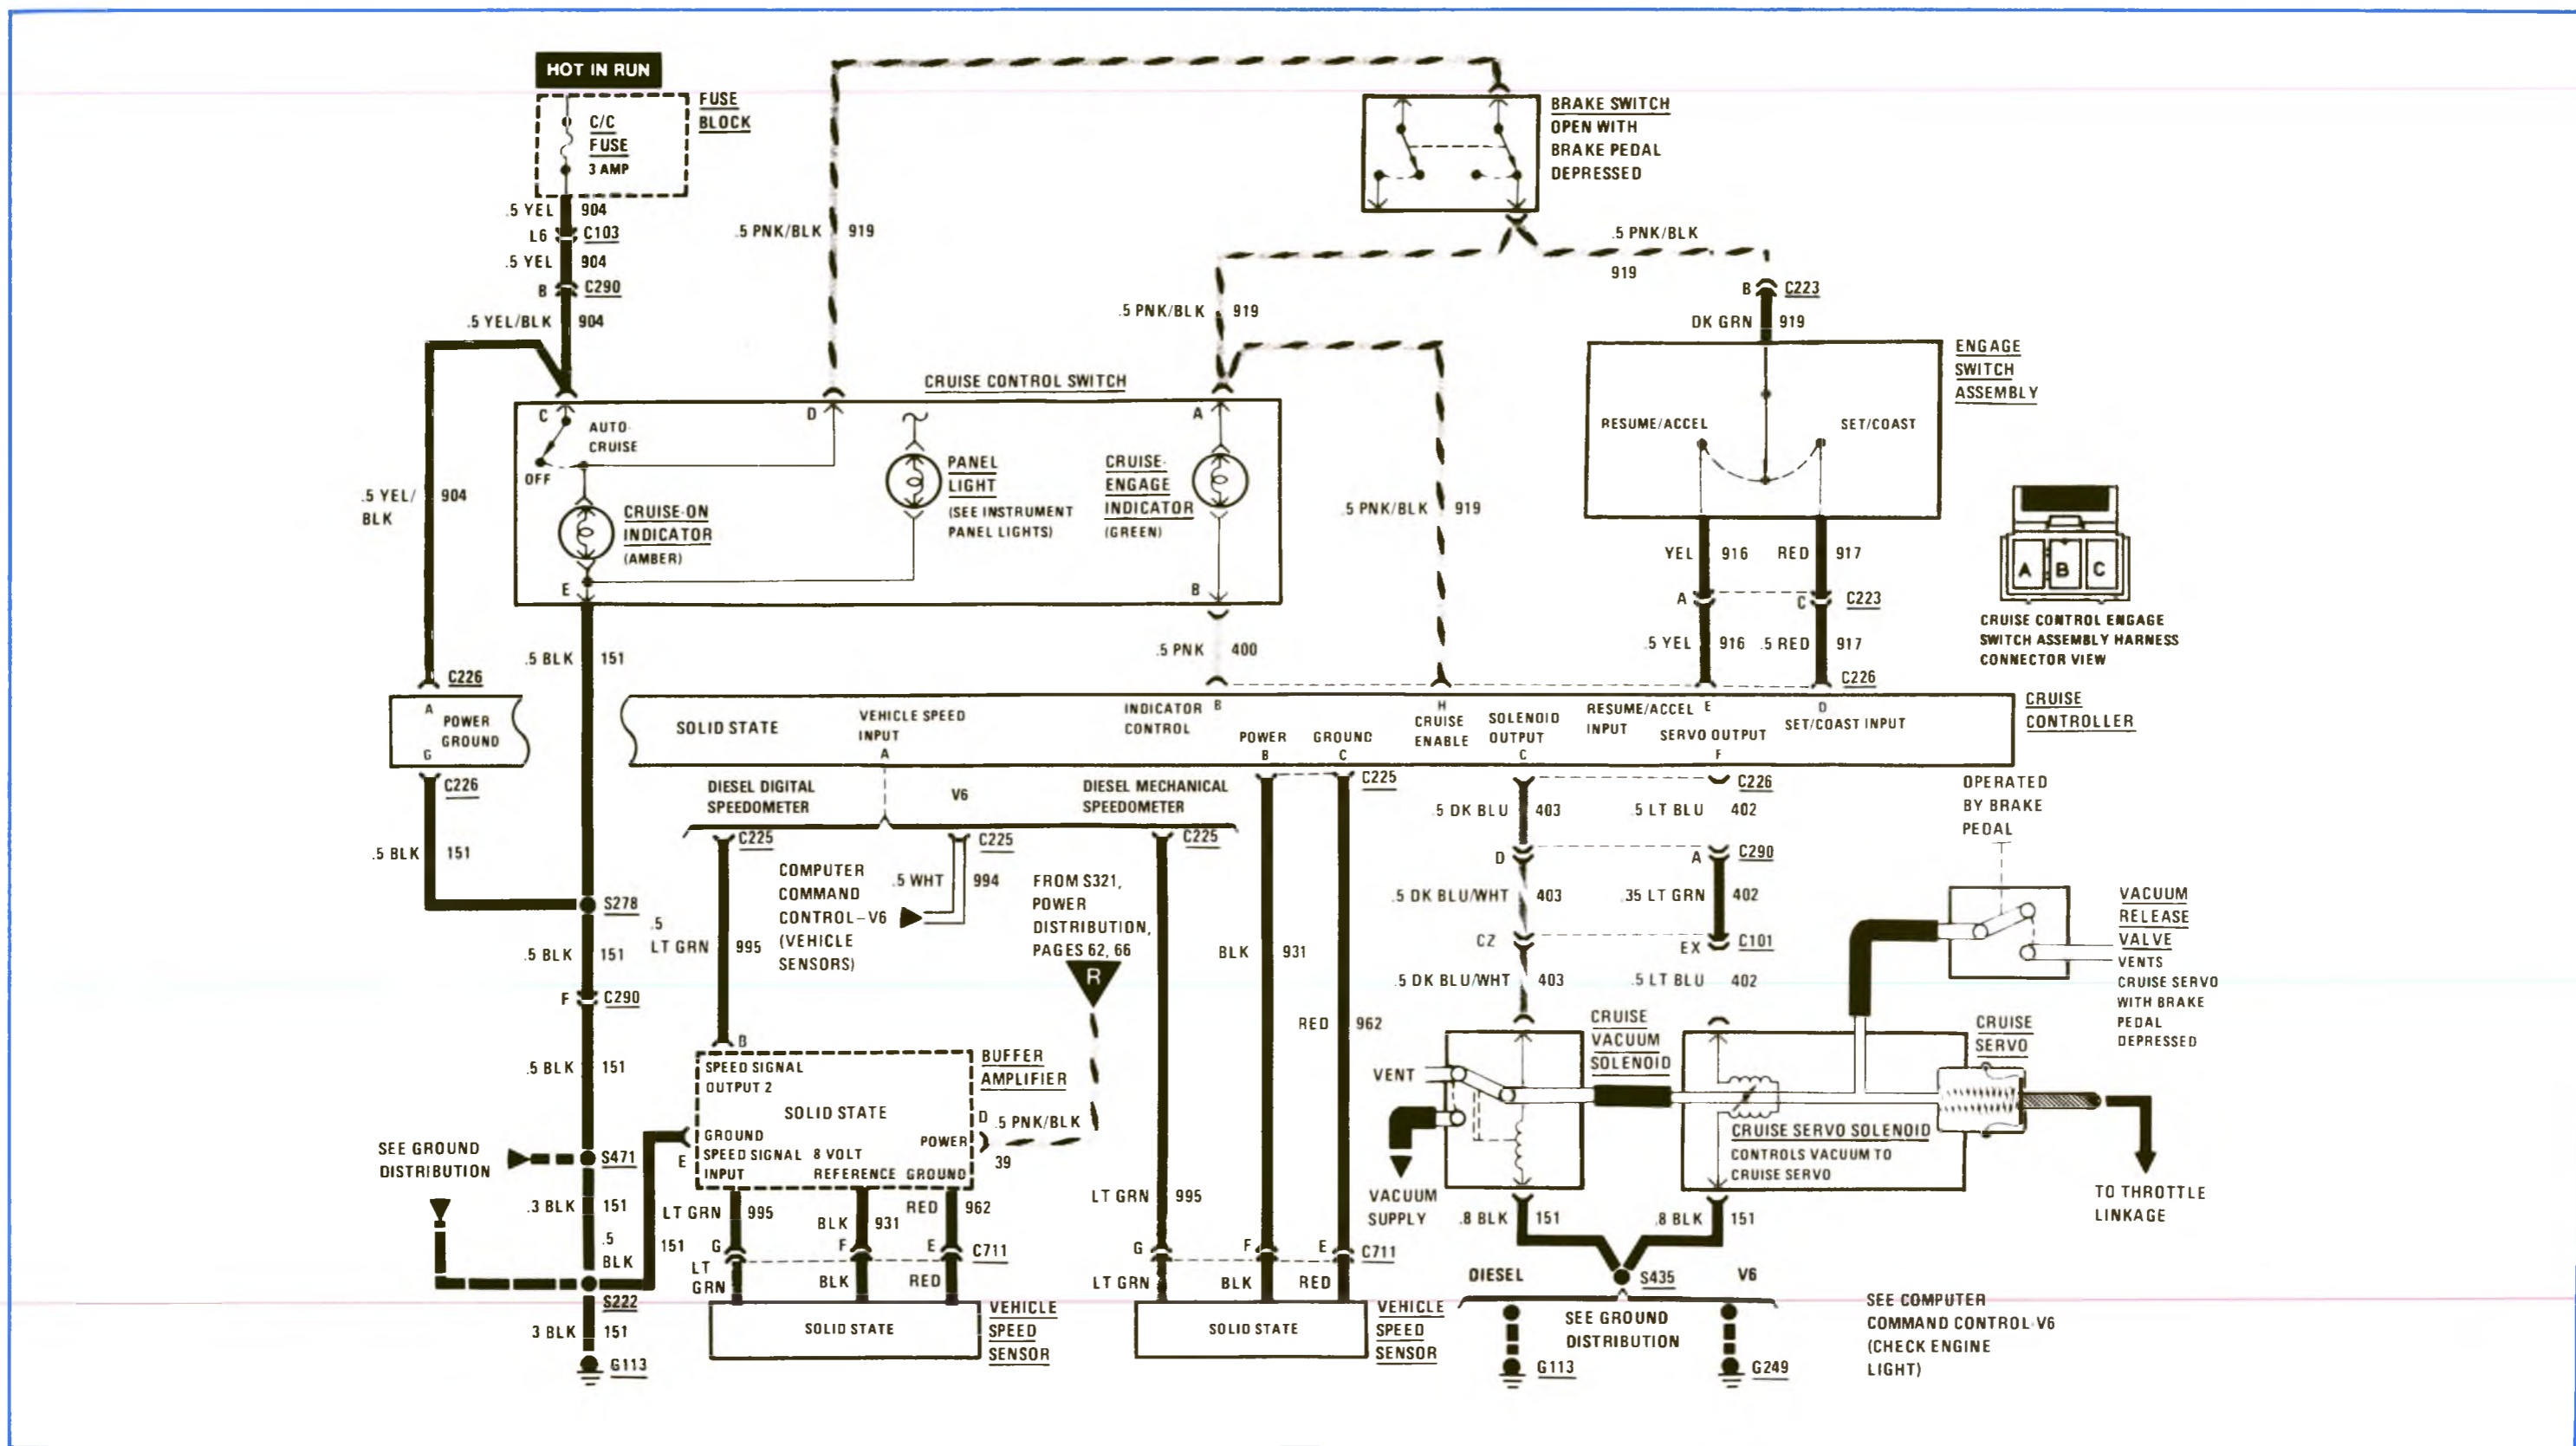 HOT IN RUN
FUSE
BLOCK
C/C
FUSE
3 AMP
.5 YEL 904
L6 C103
.5 YEL 904
B C290
.5 YEL/BLK 904
.5 PNK/BLK 919
BRAKE SWITCH
OPEN WITH
BRAKE PEDAL
DEPRESSED
.5 PNK/BLK
919
.5 PNK/BLK 919
B C223
DK GRN 919
ENGAGE
SWITCH
ASSEMBLY
RESUME/ACCEL
SET/COAST
CRUISE CONTROL SWITCH
C
D
A
AUTO-
CRUISE
OFF
CRUISE-ON
INDICATOR
(AMBER)
E
PANEL
LIGHT
(SEE INSTRUMENT
PANEL LIGHTS)
CRUISE-
ENGAGE
INDICATOR
(GREEN)
B
.5 YEL/
BLK
904
.5 PNK/BLK 919
YEL 916 RED 917
A C C223
.5 YEL 916 .5 RED 917
C226
A B C
CRUISE CONTROL ENGAGE
SWITCH ASSEMBLY HARNESS
CONNECTOR VIEW
.5 BLK 151
.5 PNK 400
C226
A
POWER
GROUND
G
C226
.5 BLK 151
SOLID STATE
VEHICLE SPEED
INPUT
A
INDICATOR
CONTROL
B
POWER
B
GROUND
C
H
CRUISE
ENABLE
SOLENOID
OUTPUT
C
RESUME/ACCEL
INPUT
E
SERVO OUTPUT
F
D
SET/COAST INPUT
CRUISE
CONTROLLER
DIESEL DIGITAL
SPEEDOMETER
V6
DIESEL MECHANICAL
SPEEDOMETER
C225
C225
C225
C225
C226
.5 DK BLU 403
.5 LT BLU 402
D A C290
.5 DK BLU/WHT 403
.35 LT GRN 402
CZ EX C101
.5 DK BLU/WHT 403
.5 LT BLU 402
OPERATED
BY BRAKE
PEDAL
VACUUM
RELEASE
VALVE
VENTS
CRUISE SERVO
WITH BRAKE
PEDAL
DEPRESSED
S278
.5 BLK 151
F C290
.5 BLK 151
.5
LT GRN 995
COMPUTER
COMMAND
CONTROL-V6
(VEHICLE
SENSORS)
.5 WHT 994
FROM S321,
POWER
DISTRIBUTION,
PAGES 62, 66
R
BLK 931
RED 962
B
SPEED SIGNAL
OUTPUT 2
SOLID STATE
BUFFER
AMPLIFIER
D .5 PNK/BLK
39
POWER
E
GROUND
SPEED SIGNAL
INPUT
8 VOLT
REFERENCE
GROUND
SEE GROUND
DISTRIBUTION
S471
.3 BLK 151
.5
BLK
151
S222
3 BLK 151
G113
LT GRN 995
BLK 931
RED 962
G F E C711
LT
GRN
BLK
RED
SOLID STATE
VEHICLE
SPEED
SENSOR
LT GRN 995
G F E C711
LT GRN BLK RED
SOLID STATE
VEHICLE
SPEED
SENSOR
CRUISE
VACUUM
SOLENOID
VENT
VACUUM
SUPPLY
CRUISE
SERVO
CRUISE SERVO SOLENOID
CONTROLS VACUUM TO
CRUISE SERVO
TO THROTTLE
LINKAGE
.8 BLK 151
.8 BLK 151
DIESEL
S435
V6
SEE GROUND
DISTRIBUTION
G113
G249
SEE COMPUTER
COMMAND CONTROL-V6
(CHECK ENGINE
LIGHT)